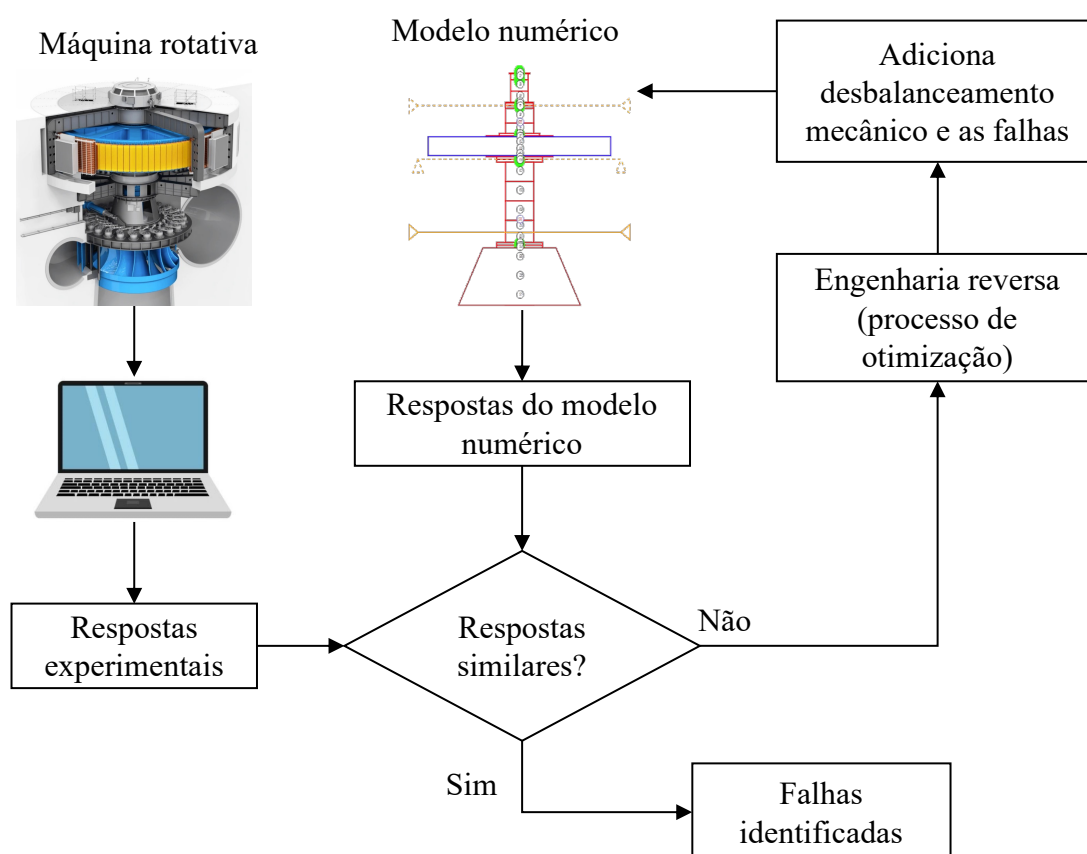 Máquina rotativa
Modelo numérico
Adiciona
desbalanceamento
mecânico e as falhas
Engenharia reversa
(processo de
otimização)
Respostas do modelo
numérico
Respostas
experimentais
Respostas
similares?
Não
Sim
Falhas
identificadas